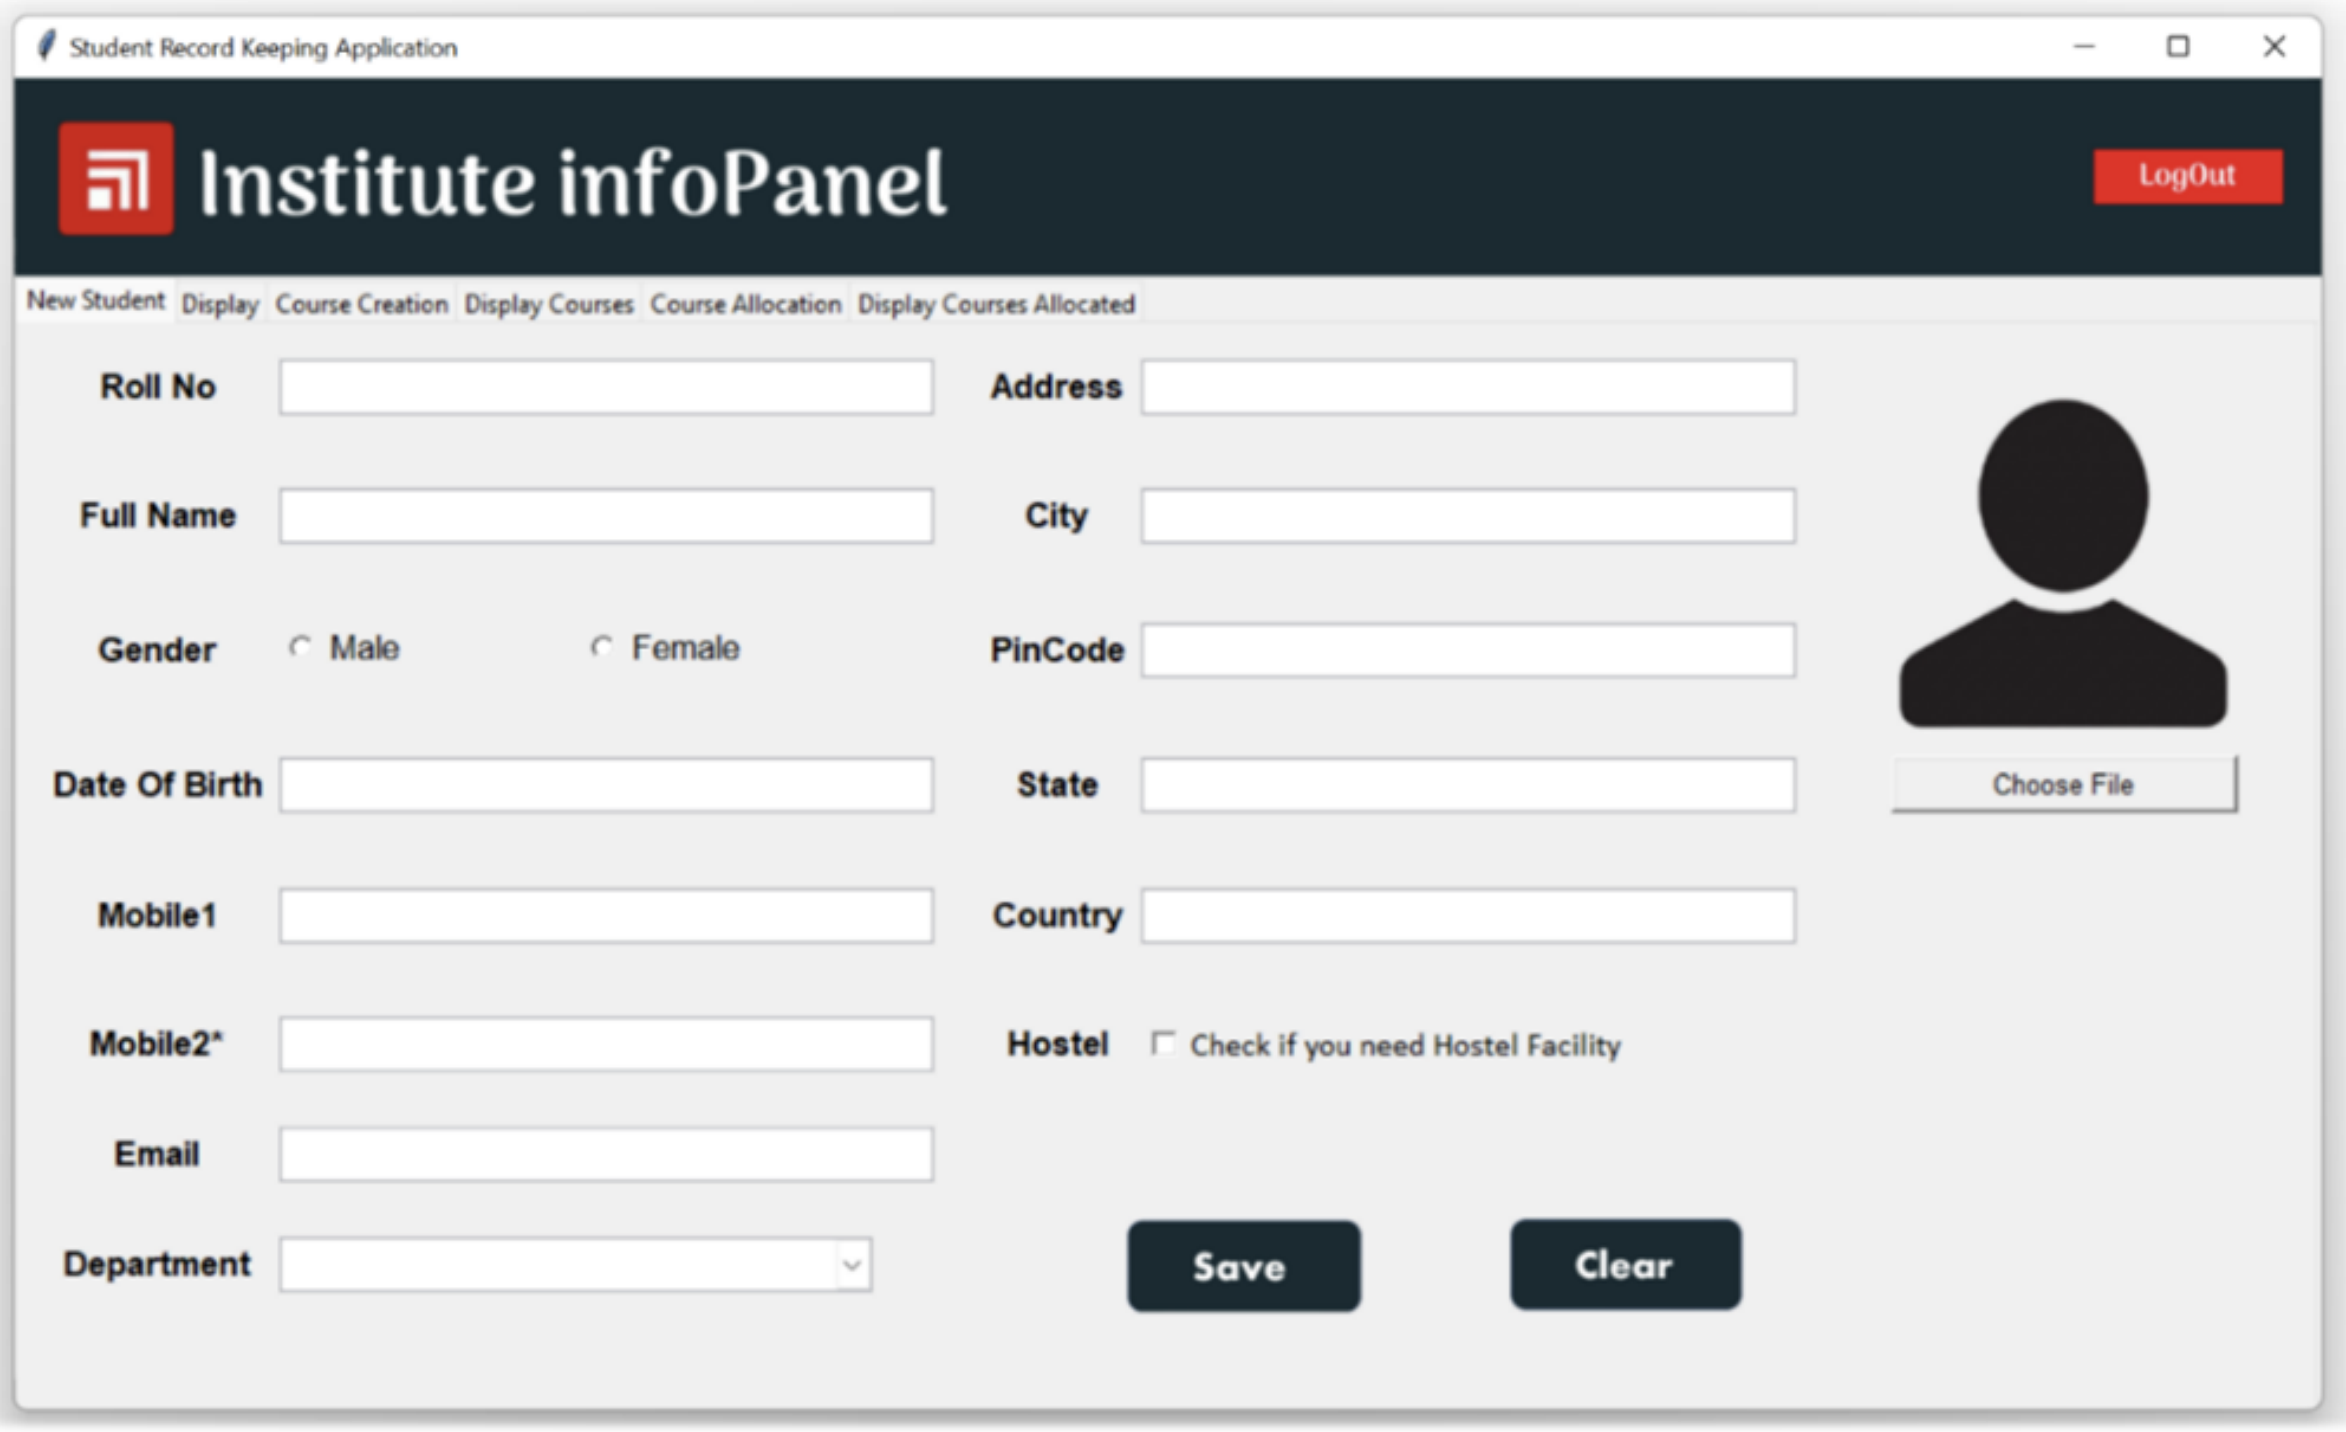 Student Record Keeping Application
Institute infoPanel
LogOut
New Student Display Course Creation Display Courses Course Allocation Display Courses Allocated
Roll No Address
Full Name City
Gender Male Female PinCode
Date Of Birth State
Choose File
Mobile1 Country
Mobile2* Hostel Check if you need Hostel Facility
Email
Department Save Clear